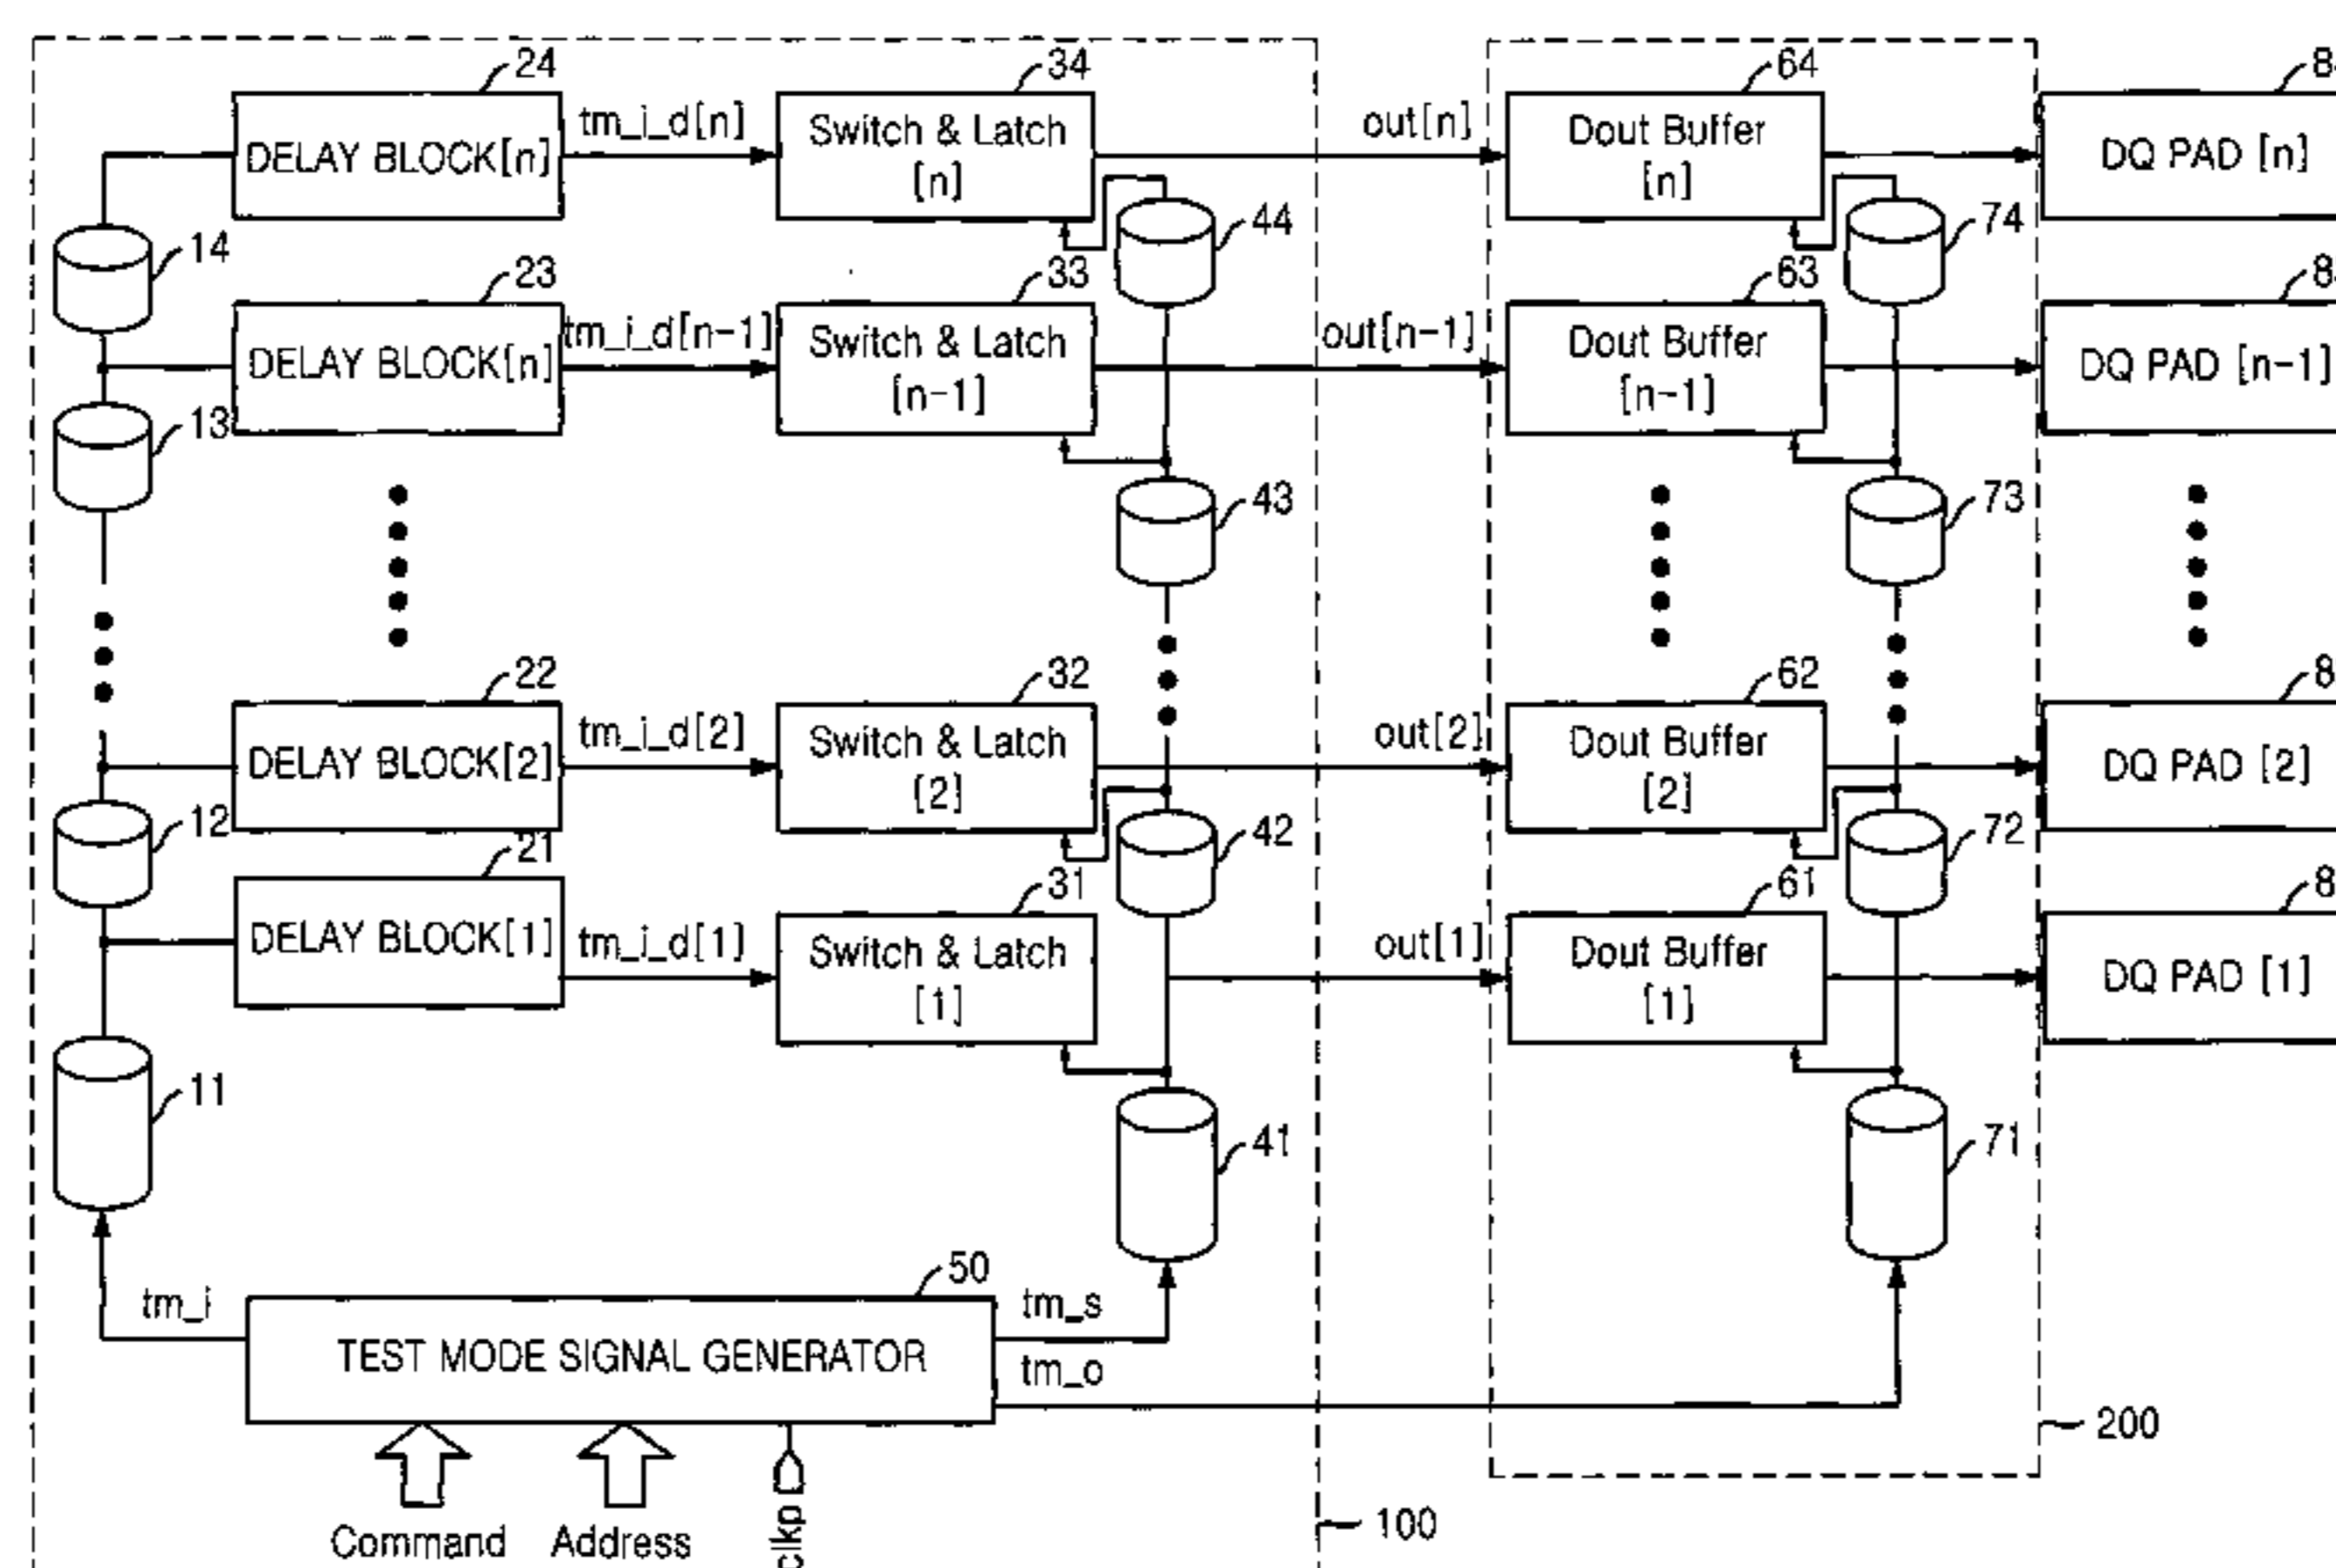 24 34 64
DELAY BLOCK[n] tm_i_d[n] Switch & Latch [n] out[n] Dout Buffer [n] DQ PAD [n]
14 44 74
23 33 63
DELAY BLOCK[n] tm_i_d[n-1] Switch & Latch [n-1] out[n-1] Dout Buffer [n-1] DQ PAD [n-1]
13 43 73
22 32 62
DELAY BLOCK[2] tm_i_d[2] Switch & Latch [2] out[2] Dout Buffer [2] DQ PAD [2]
12 42 72
21 31 61
DELAY BLOCK[1] tm_i_d[1] Switch & Latch [1] out[1] Dout Buffer [1] DQ PAD [1]
11 41 71
50
tm_i TEST MODE SIGNAL GENERATOR tm_s
tm_o
200
Command Address clkp
100